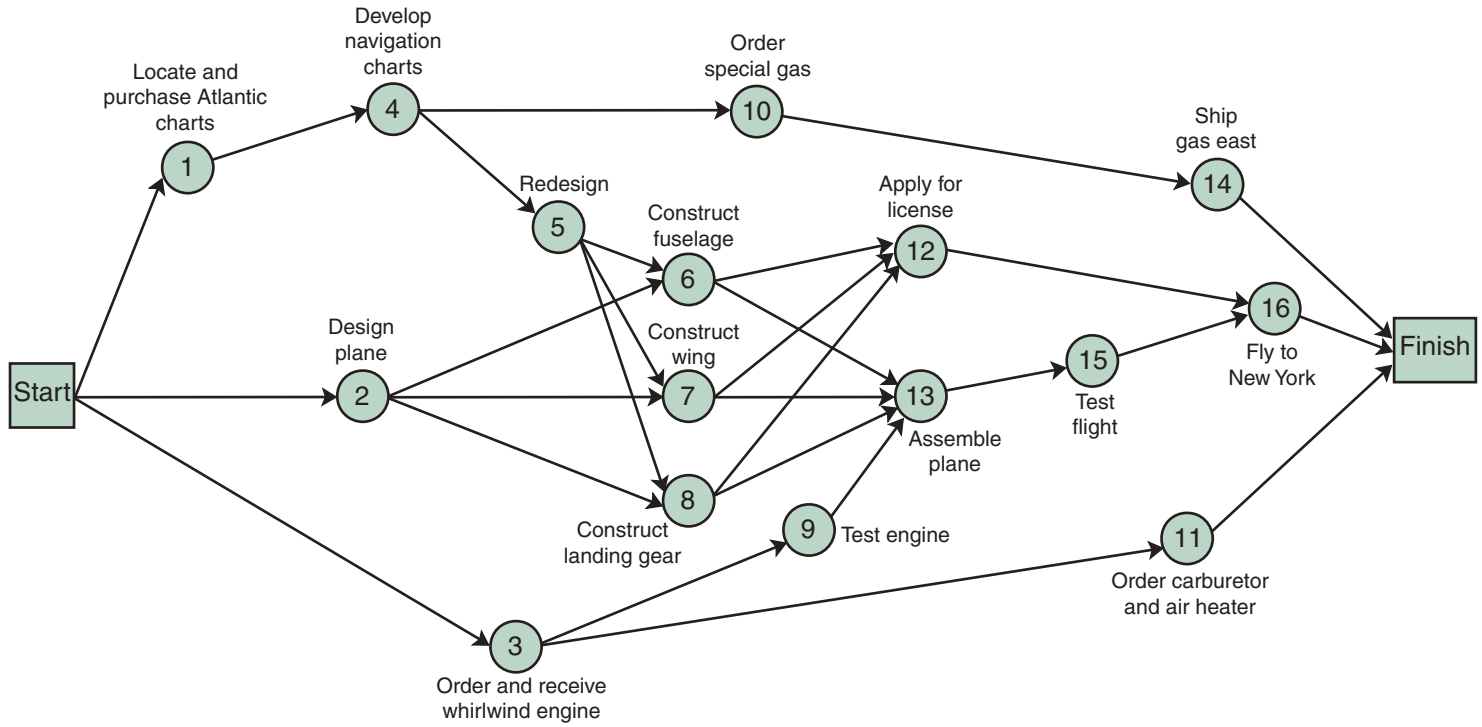 Develop
navigation
charts
4
Order
special gas
10
Locate and
purchase Atlantic
charts
1
Ship
gas east
14
Redesign
5
Construct
fuselage
6
Apply for
license
12
Design
plane
2
Construct
wing
7
16
Fly to
New York
Start
13
Assemble
plane
15
Test
flight
Finish
8
Construct
landing gear
9
Test engine
11
Order carburetor
and air heater
3
Order and receive
whirlwind engine